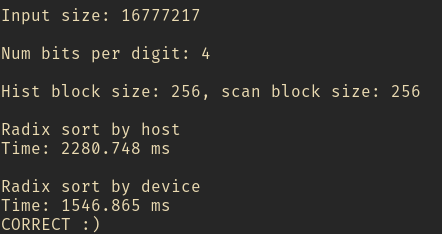 Input size: 16777217
Num bits per digit: 4
Hist block size: 256, scan block size: 256
Radix sort by host
Time: 2280.748 ms
Radix sort by device
Time: 1546.865 ms
CORRECT :)